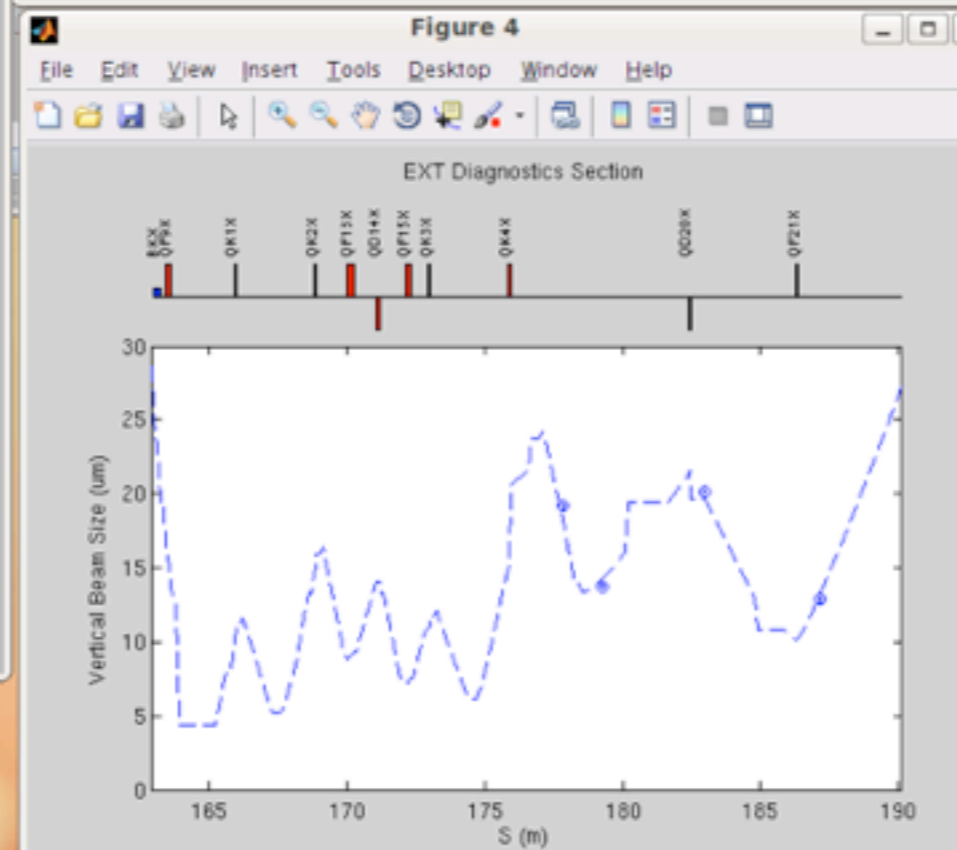 Figure 4
File Edit View Insert Tools Desktop Window Help
EXT Diagnostics Section
QK1X QK2X QF13X QD14X QF15X QK3X QK4X QD20X QF21X
30
25
20
15
10
5
0
Vertical Beam Size (um)
165 170 175 180 185 190
S (m)